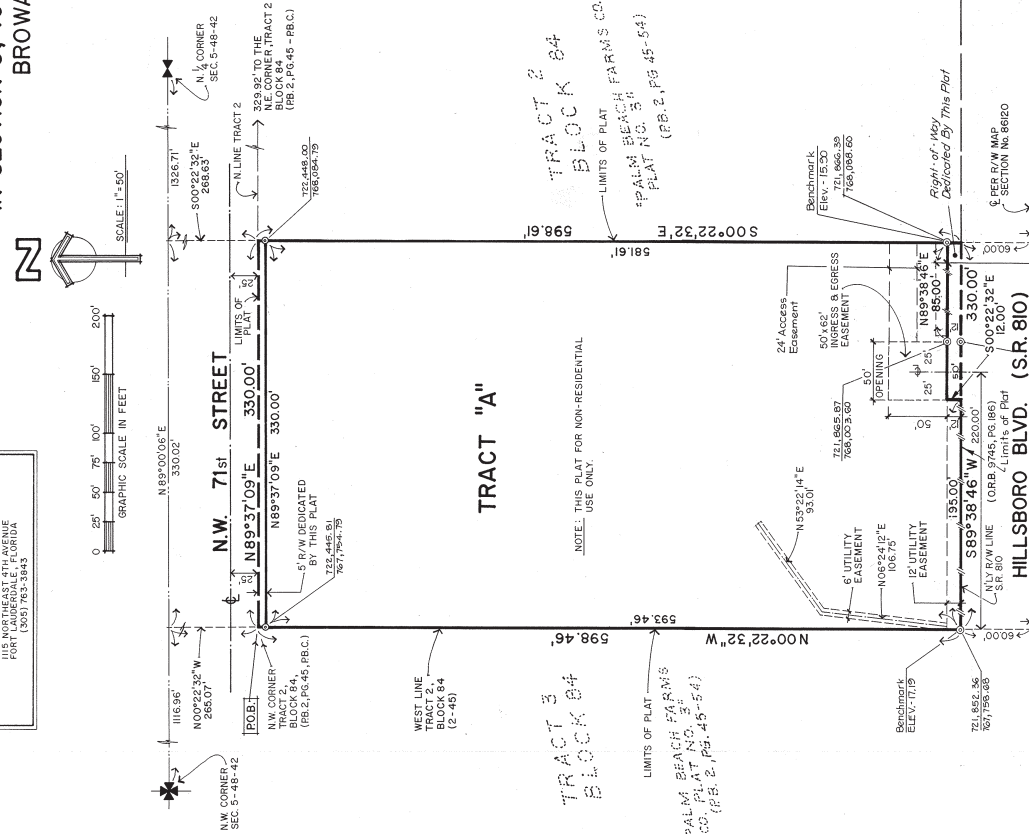 BROWA
1115 NORTHEAST 4TH AVENUE
FORT LAUDERDALE, FLORIDA
(305) 763-3843
N
SCALE: 1"=50'
0 25' 50' 75' 100' 150' 200'
GRAPHIC SCALE IN FEET
N. 1/4 CORNER
SEC. 5-48-42
1326.71'
S00°22'32"E
268.63'
N.LINE TRACT 2
329.92' TO THE
N.E. CORNER, TRACT 2
BLOCK 84
(P.B.2, PG.45 - P.B.C.)
N89°00'06"E
330.02'
1116.96'
N00°22'32"W
265.07'
N.W. CORNER
SEC. 5-48-42
N.W. 71st STREET
25'
LIMITS OF
PLAT
25'
N89°37'09"E 330.00'
N89°37'09"E 330.00'
722,448.00
768,084.79
5' R/W DEDICATED
BY THIS PLAT
722,445.81
767,754.79
P.O.B.
N.W. CORNER
TRACT 2,
BLOCK 84,
(P.B.2, PG.45, P.B.C.)
WEST LINE
TRACT 2,
BLOCK 84
(2-45)
TRACT 3
BLOCK 84
LIMITS OF PLAT
PALM BEACH FARMS
CO. PLAT NO. 3"
(P.B. 2, PG. 45-54)
598.46'
593.46'
N00°22'32"W
TRACT "A"
NOTE: THIS PLAT FOR NON-RESIDENTIAL
USE ONLY.
598.61'
581.61'
S00°22'32"E
TRACT 2
BLOCK 84
LIMITS OF PLAT
"PALM BEACH FARMS CO.
PLAT NO. 3"
(P.B. 2, PG 45-54)
Benchmark
Elev.-15.90
721,866.39
768,088.60
Right-of-Way
Dedicated By This Plat
℄ PER R/W MAP
SECTION No. 86120
60.00'
24' Access
Easement
50'x62'
INGRESS & EGRESS
EASEMENT
50'
OPENING
25' 25'
50'
12'
50'
12'
N89°38'46"E
85.00'
330.00'
S00°22'32"E
12.00'
721,865.87
768,003.60
N53°22'14"E
93.01'
6' UTILITY
EASEMENT
N06°24'12"E
106.75'
12' UTILITY
EASEMENT
195.00'
S89°38'46"W
220.00'
(O.R.B. 9745, PG.186)
Limits of Plat
N'LY R/W LINE
S.R. 810
60.00'
Benchmark
ELEV.-17.19
721,852.36
767,758.68
HILLSBORO BLVD. (S.R. 810)